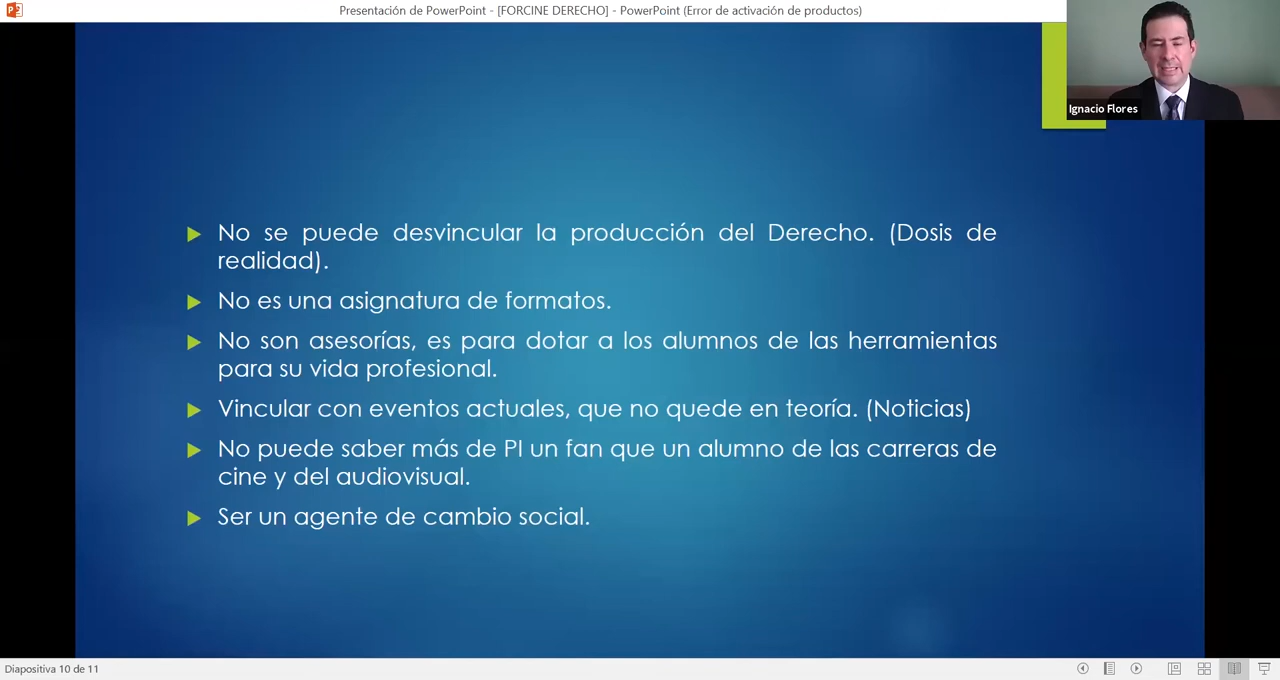 Presentación de PowerPoint - [FORCINE DERECHO] - PowerPoint (Error de activación de productos)
Ignacio Flores
No se puede desvincular la producción del Derecho. (Dosis de
realidad).
No es una asignatura de formatos.
No son asesorías, es para dotar a los alumnos de las herramientas
para su vida profesional.
Vincular con eventos actuales, que no quede en teoría. (Noticias)
No puede saber más de PI un fan que un alumno de las carreras de
cine y del audiovisual.
Ser un agente de cambio social.
Diapositiva 10 de 11